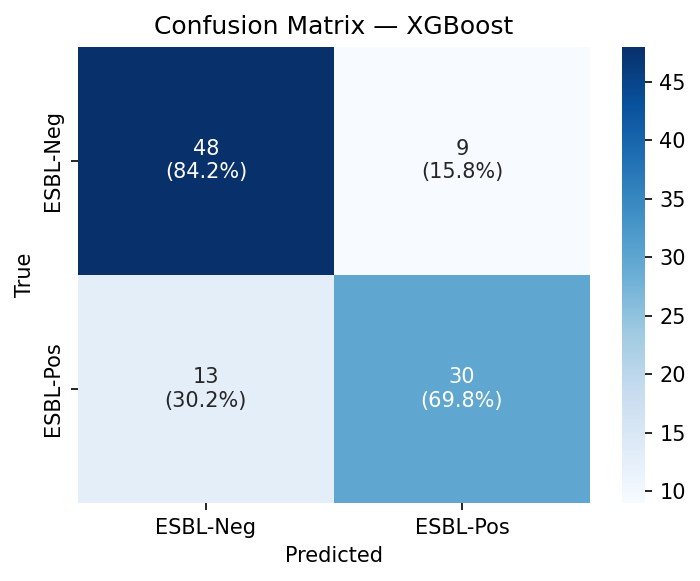 Confusion Matrix — XGBoost
ESBL-Neg
ESBL-Pos
True
48
(84.2%)
9
(15.8%)
13
(30.2%)
30
(69.8%)
ESBL-Neg
ESBL-Pos
Predicted
45
40
35
30
25
20
15
10